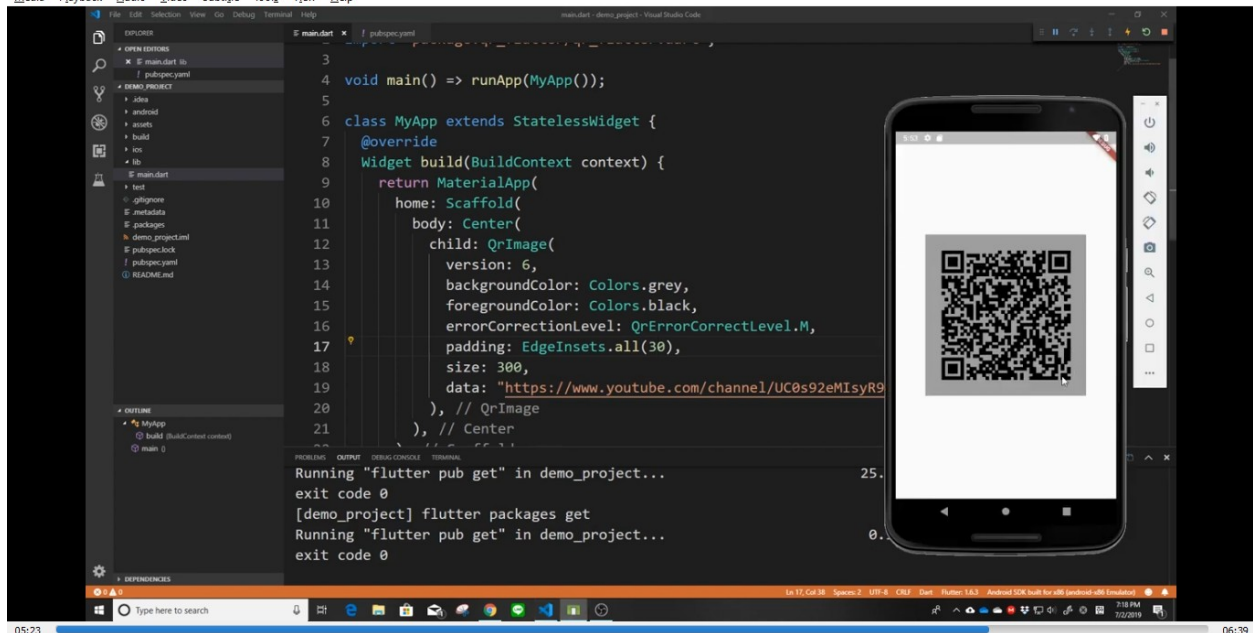 File Edit Selection View Go Debug Terminal Help
main.dart - demo_project - Visual Studio Code
EXPLORER
OPEN EDITORS
main.dart lib
pubspec.yaml
DEMO_PROJECT
.idea
android
assets
build
ios
lib
main.dart
test
.gitignore
.metadata
.packages
demo_project.iml
pubspec.lock
pubspec.yaml
README.md
OUTLINE
MyApp
build (BuildContext context)
main ()
DEPENDENCIES
main.dart
pubspec.yaml
3
4 void main() => runApp(MyApp());
5
6 class MyApp extends StatelessWidget {
7 @override
8 Widget build(BuildContext context) {
9 return MaterialApp(
10 home: Scaffold(
11 body: Center(
12 child: QrImage(
13 version: 6,
14 backgroundColor: Colors.grey,
15 foregroundColor: Colors.black,
16 errorCorrectionLevel: QrErrorCorrectLevel.M,
17 padding: EdgeInsets.all(30),
18 size: 300,
19 data: "https://www.youtube.com/channel/UC0s92eMIsyR9
20 ), // QrImage
21 ), // Center
PROBLEMS OUTPUT DEBUG CONSOLE TERMINAL
Running "flutter pub get" in demo_project... 25.
exit code 0
[demo_project] flutter packages get
Running "flutter pub get" in demo_project... 0.
exit code 0
5:53
0 0
Ln 17, Col 38 Spaces: 2 UTF-8 CRLF Dart Flutter: 1.6.3 Android SDK built for x86 (android-x86 Emulator)
Type here to search
7:18 PM
7/2/2019
05:23
06:39